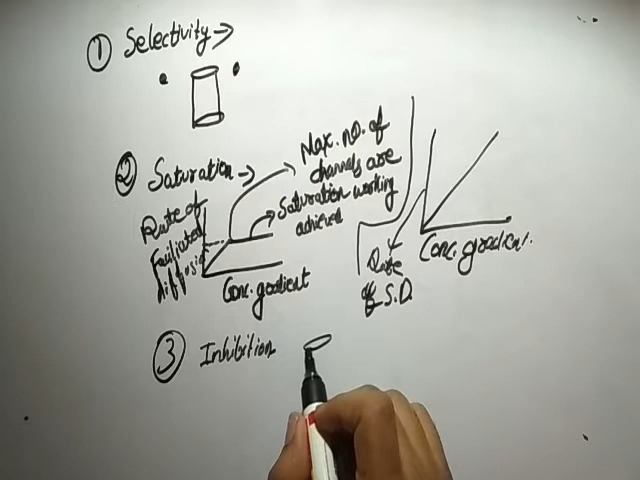 ① Selectivity →
② Saturation →
Max. no. of
channels are
working
Saturation
achieved
Rate of
Faciliated
diffusion
Conc. gradient
Rate
of S.D.
Conc. gradient.
③ Inhibition